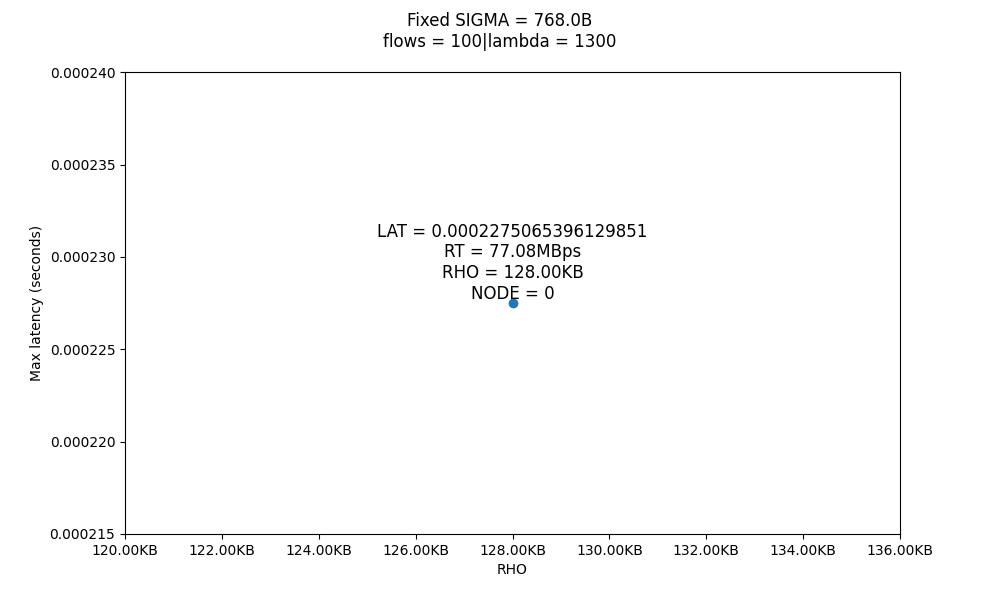 Fixed SIGMA = 768.0B
flows = 100|lambda = 1300
0.000240
0.000235
0.000230
0.000225
0.000220
0.000215
Max latency (seconds)
LAT = 0.0002275065396129851
RT = 77.08MBps
RHO = 128.00KB
NODE = 0
120.00KB 122.00KB 124.00KB 126.00KB 128.00KB 130.00KB 132.00KB 134.00KB 136.00KB
RHO